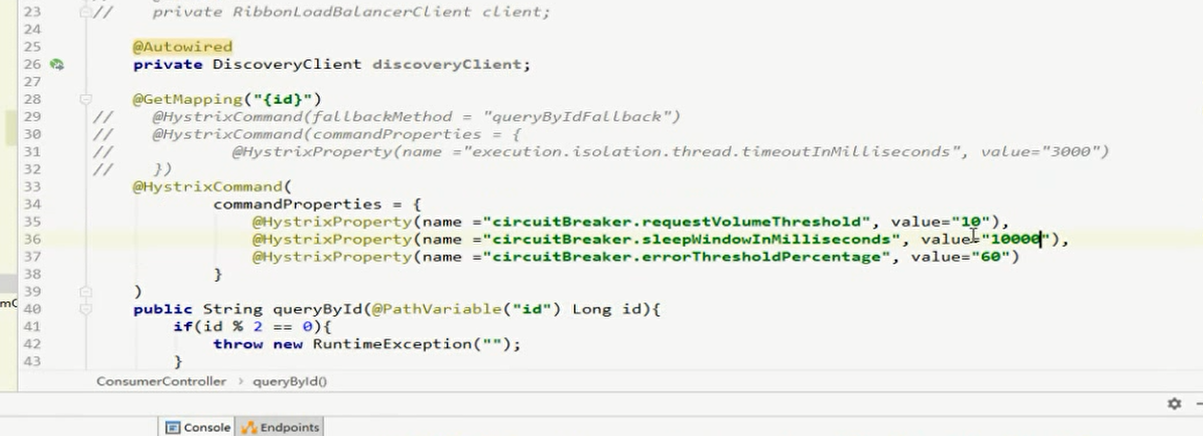 23 //    private RibbonLoadBalancerClient client;
24
25     @Autowired
26     private DiscoveryClient discoveryClient;
27
28     @GetMapping("{id}")
29 //    @HystrixCommand(fallbackMethod = "queryByIdFallback")
30 //    @HystrixCommand(commandProperties = {
31 //            @HystrixProperty(name ="execution.isolation.thread.timeoutInMilliseconds", value="3000")
32 //    })
33     @HystrixCommand(
34             commandProperties = {
35                 @HystrixProperty(name ="circuitBreaker.requestVolumeThreshold", value="10"),
36                 @HystrixProperty(name ="circuitBreaker.sleepWindowInMilliseconds", value="10000"),
37                 @HystrixProperty(name ="circuitBreaker.errorThresholdPercentage", value="60")
38             }
39     )
40     public String queryById(@PathVariable("id") Long id){
41         if(id % 2 == 0){
42             throw new RuntimeException("");
43         }
mC
ConsumerController › queryById()
Console Endpoints